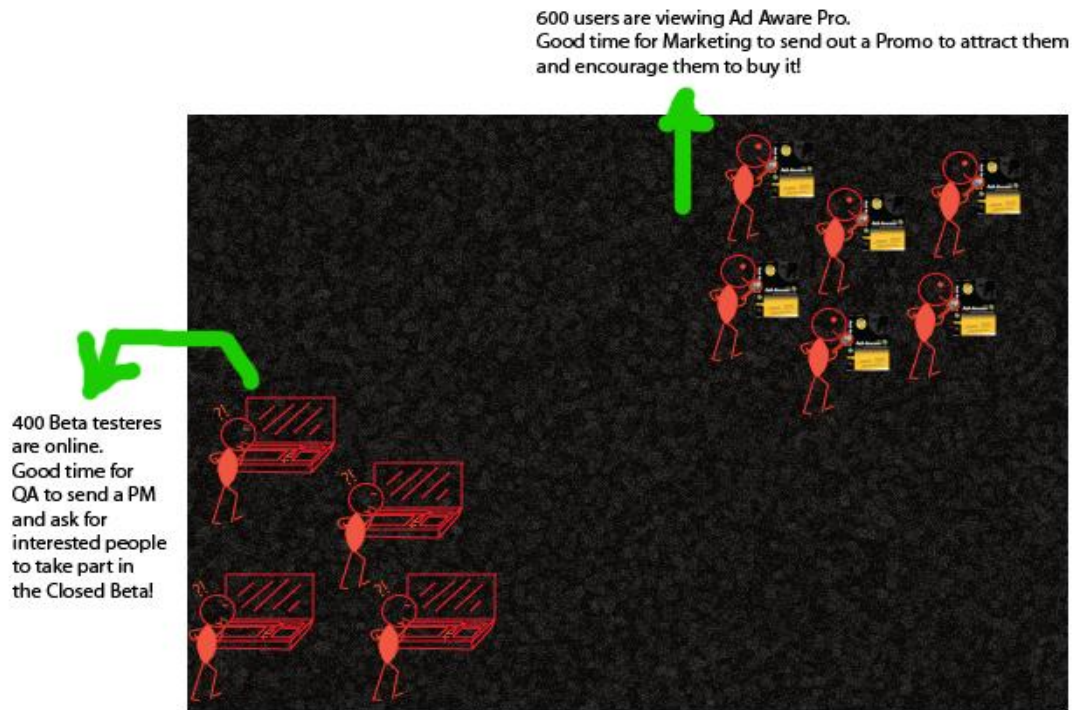 600 users are viewing Ad Aware Pro.
Good time for Marketing to send out a Promo to attract them
and encourage them to buy it!
400 Beta testeres
are online.
Good time for
QA to send a PM
and ask for
interested people
to take part in
the Closed Beta!